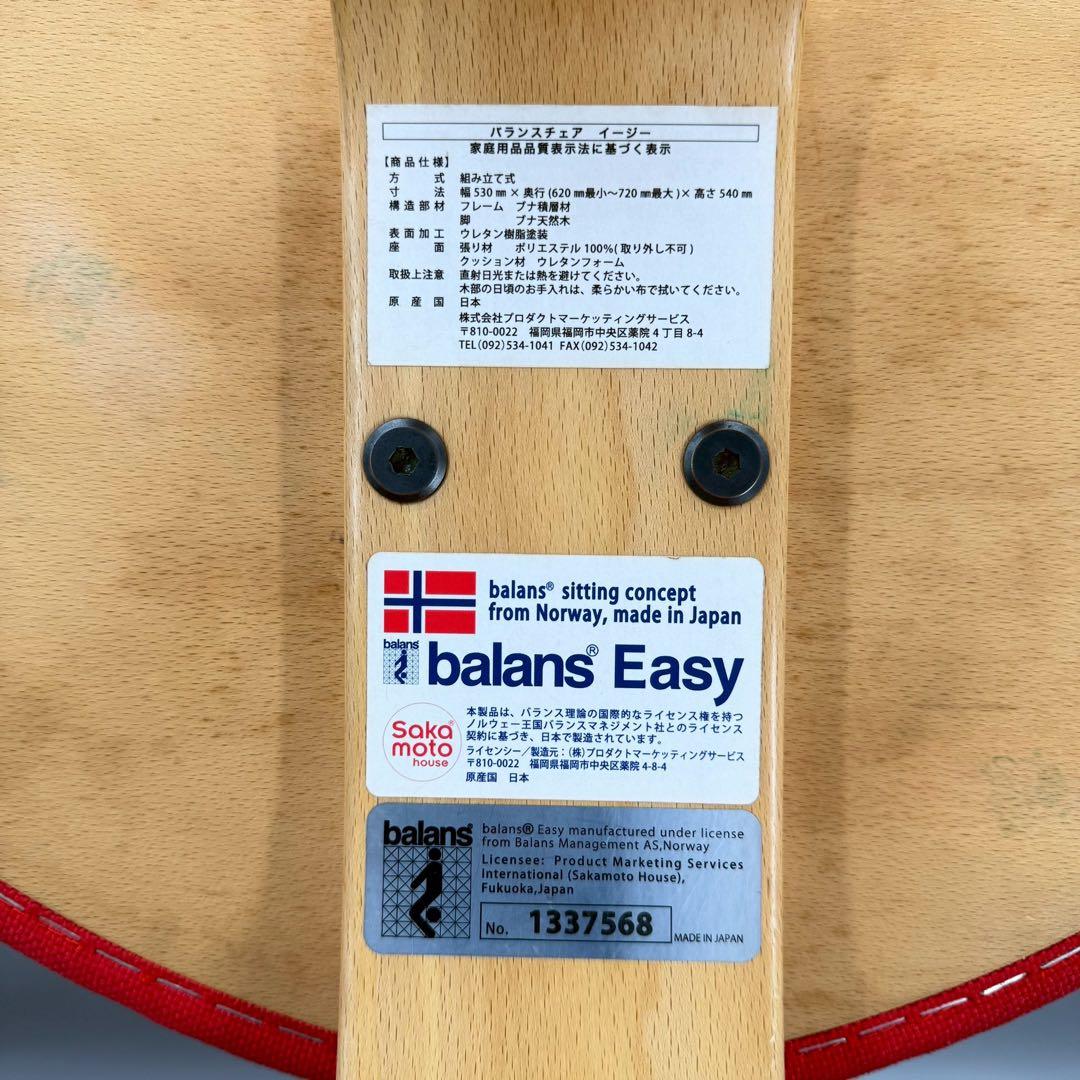 バランスチェア イージー
家庭用品品質表示法に基づく表示
【商品仕様】
方式 組み立て式
寸法 幅 530 ㎜ × 奥行 (620 ㎜最小～720 ㎜最大 )× 高さ 540 ㎜
構造部材 フレーム ブナ積層材
脚 ブナ天然木
表面加工 ウレタン樹脂塗装
座面 張り材 ポリエステル 100%( 取り外し不可 )
クッション材 ウレタンフォーム
取扱上注意 直射日光または熱を避けてください。
木部の日頃のお手入れは、柔らかい布で拭いてください。
原産国 日本
株式会社プロダクトマーケッティングサービス
〒810-0022 福岡県福岡市中央区薬院 4 丁目 8-4
TEL(092)534-1041 FAX(092)534-1042
balans® sitting concept
from Norway, made in Japan
balans
balans® Easy
Saka®
moto
house
本製品は、バランス理論の国際的なライセンス権を持つ
ノルウェー王国バランスマネジメント社とのライセンス
契約に基づき、日本で製造されています。
ライセンシー／製造元：(株)プロダクトマーケッティングサービス
〒810-0022 福岡県福岡市中央区薬院 4-8-4
原産国 日本
balans®
balans® Easy manufactured under license
from Balans Management AS,Norway
Licensee: Product Marketing Services
International (Sakamoto House),
Fukuoka,Japan
No. 1337568
MADE IN JAPAN